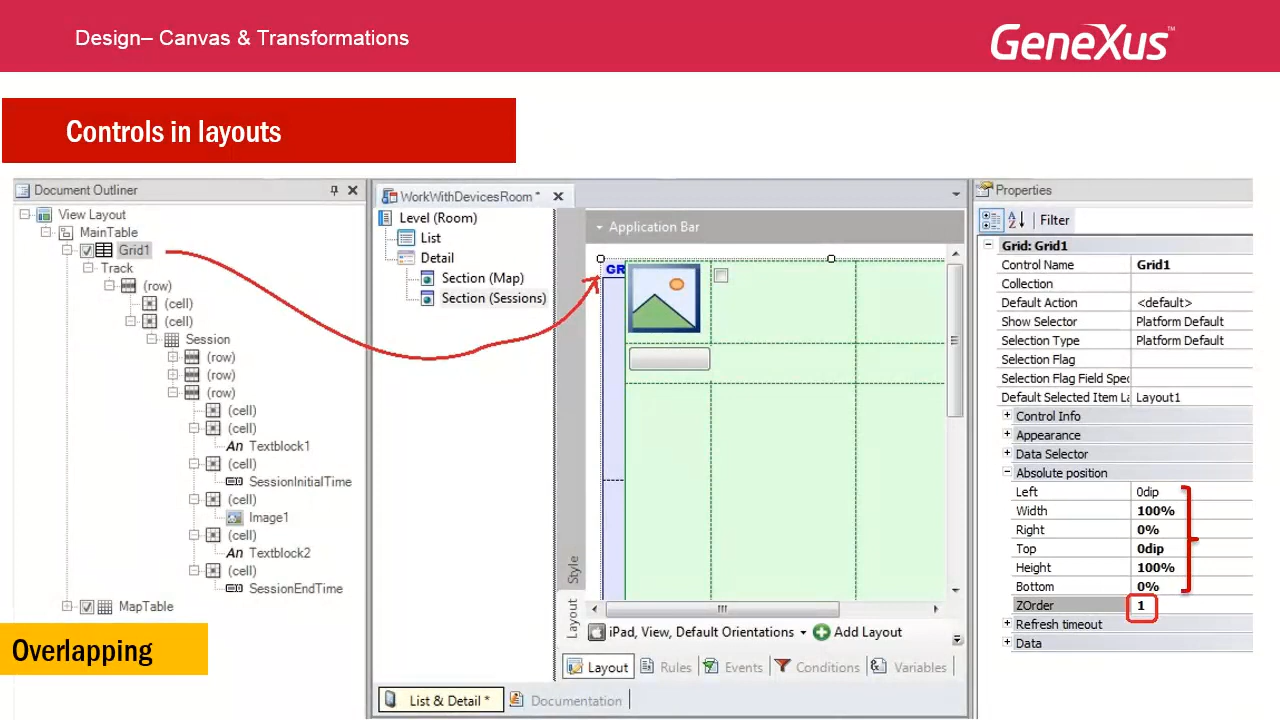 Design– Canvas & Transformations
GeneXus™
Controls in layouts
Document Outliner
View Layout
MainTable
Grid1
Track
(row)
(cell)
(cell)
Session
(row)
(row)
(row)
(cell)
(cell)
An Textblock1
(cell)
SessionInitialTime
(cell)
Image1
(cell)
An Textblock2
(cell)
SessionEndTime
MapTable
Overlapping
WorkWithDevicesRoom *
Level (Room)
List
Detail
Section (Map)
Section (Sessions)
Application Bar
GR
Style
Layout
iPad, View, Default Orientations
Add Layout
Layout
Rules
Events
Conditions
Variables
List & Detail *
Documentation
Properties
Filter
Grid: Grid1
Control Name Grid1
Collection
Default Action <default>
Show Selector Platform Default
Selection Type Platform Default
Selection Flag
Selection Flag Field Spec
Default Selected Item La Layout1
Control Info
Appearance
Data Selector
Absolute position
Left 0dip
Width 100%
Right 0%
Top 0dip
Height 100%
Bottom 0%
ZOrder 1
Refresh timeout
Data